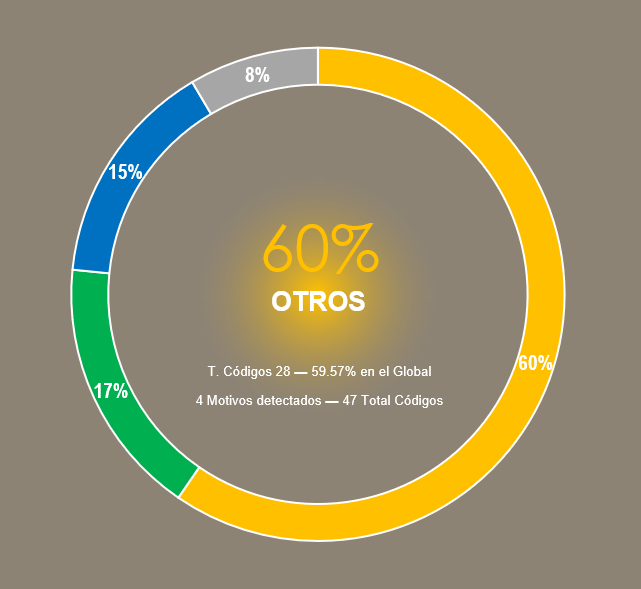 8%
15%
60%
OTROS
60%
T. Códigos 28 — 59.57% en el Global
17%
4 Motivos detectados — 47 Total Códigos